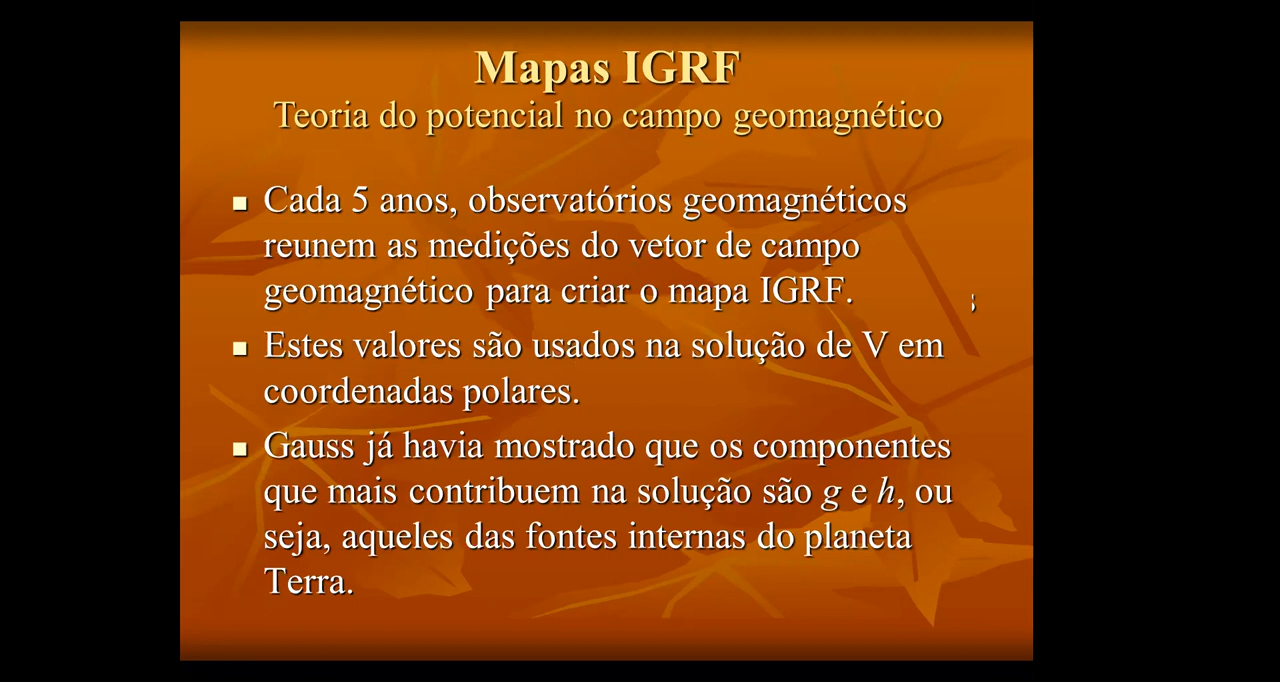 Mapas IGRF
Teoria do potencial no campo geomagnético
Cada 5 anos, observatórios geomagnéticos
reunem as medições do vetor de campo
geomagnético para criar o mapa IGRF.
Estes valores são usados na solução de V em
coordenadas polares.
Gauss já havia mostrado que os componentes
que mais contribuem na solução são g e h, ou
seja, aqueles das fontes internas do planeta
Terra.